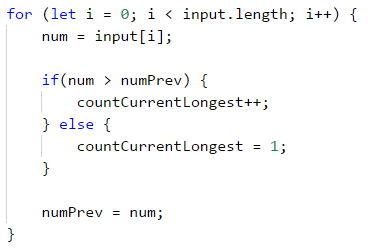 for (let i = 0; i < input.length; i++) {
    num = input[i];

    if(num > numPrev) {
        countCurrentLongest++;
    } else {
        countCurrentLongest = 1;
    }

    numPrev = num;
}